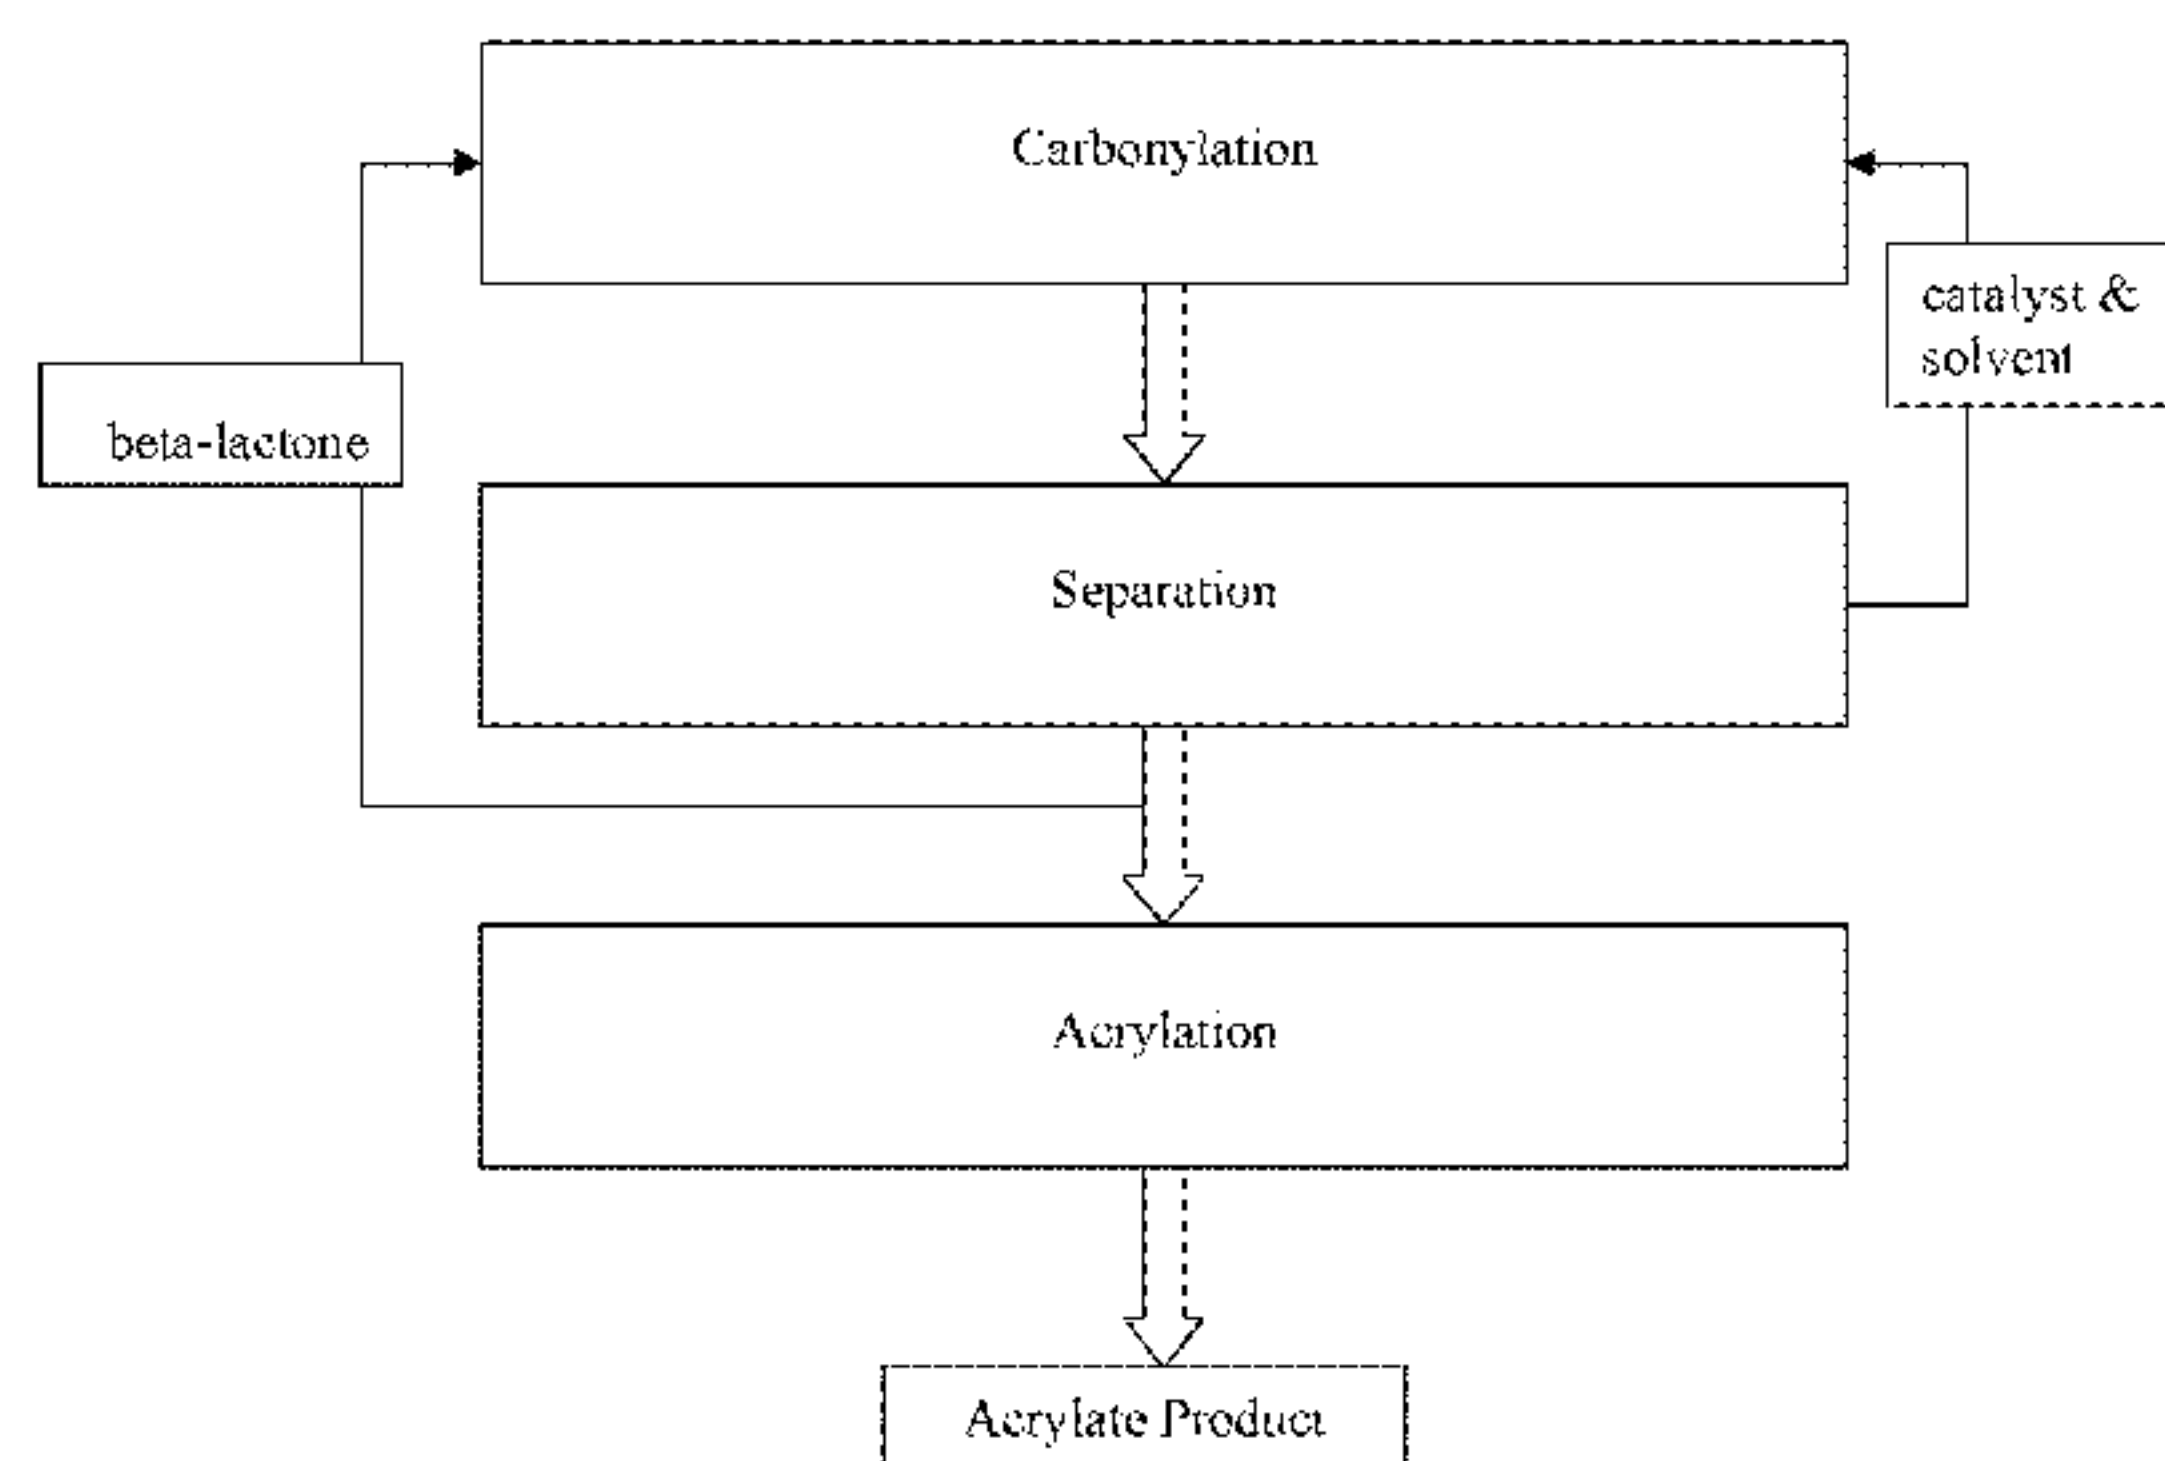 Carbonylation
catalyst &
solvent
beta-lactone
Separation
Acrylation
Acrylate Product